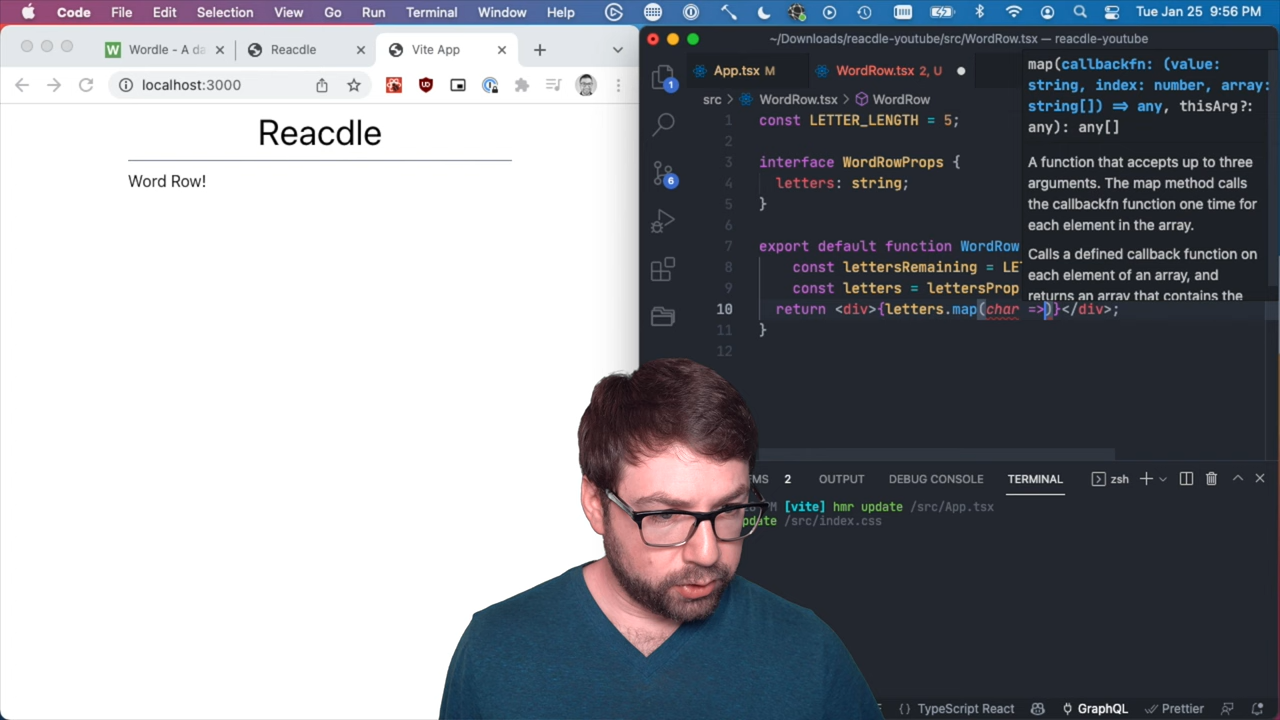 Code File Edit Selection View Go Run Terminal Window Help Tue Jan 25 9:56 PM
Wordle - A da
Reacdle
Vite App
localhost:3000
Reacdle
Word Row!
~/Downloads/reacdle-youtube/src/WordRow.tsx — reacdle-youtube
App.tsx M
WordRow.tsx 2, U
src > WordRow.tsx > WordRow
1 const LETTER_LENGTH = 5;
2
3 interface WordRowProps {
4 letters: string;
5 }
6
7 export default function WordRow
8 const lettersRemaining = LET
9 const letters = lettersProp
10 return <div>{letters.map(char =>)}</div>;
11 }
12
map(callbackfn: (value:
string, index: number, array:
string[]) => any, thisArg?:
any): any[]
A function that accepts up to three
arguments. The map method calls
the callbackfn function one time for
each element in the array.
Calls a defined callback function on
each element of an array, and
returns an array that contains the
1
6
2 OUTPUT DEBUG CONSOLE TERMINAL zsh
[vite] hmr update /src/App.tsx
/src/index.css
{ } TypeScript React GraphQL Prettier